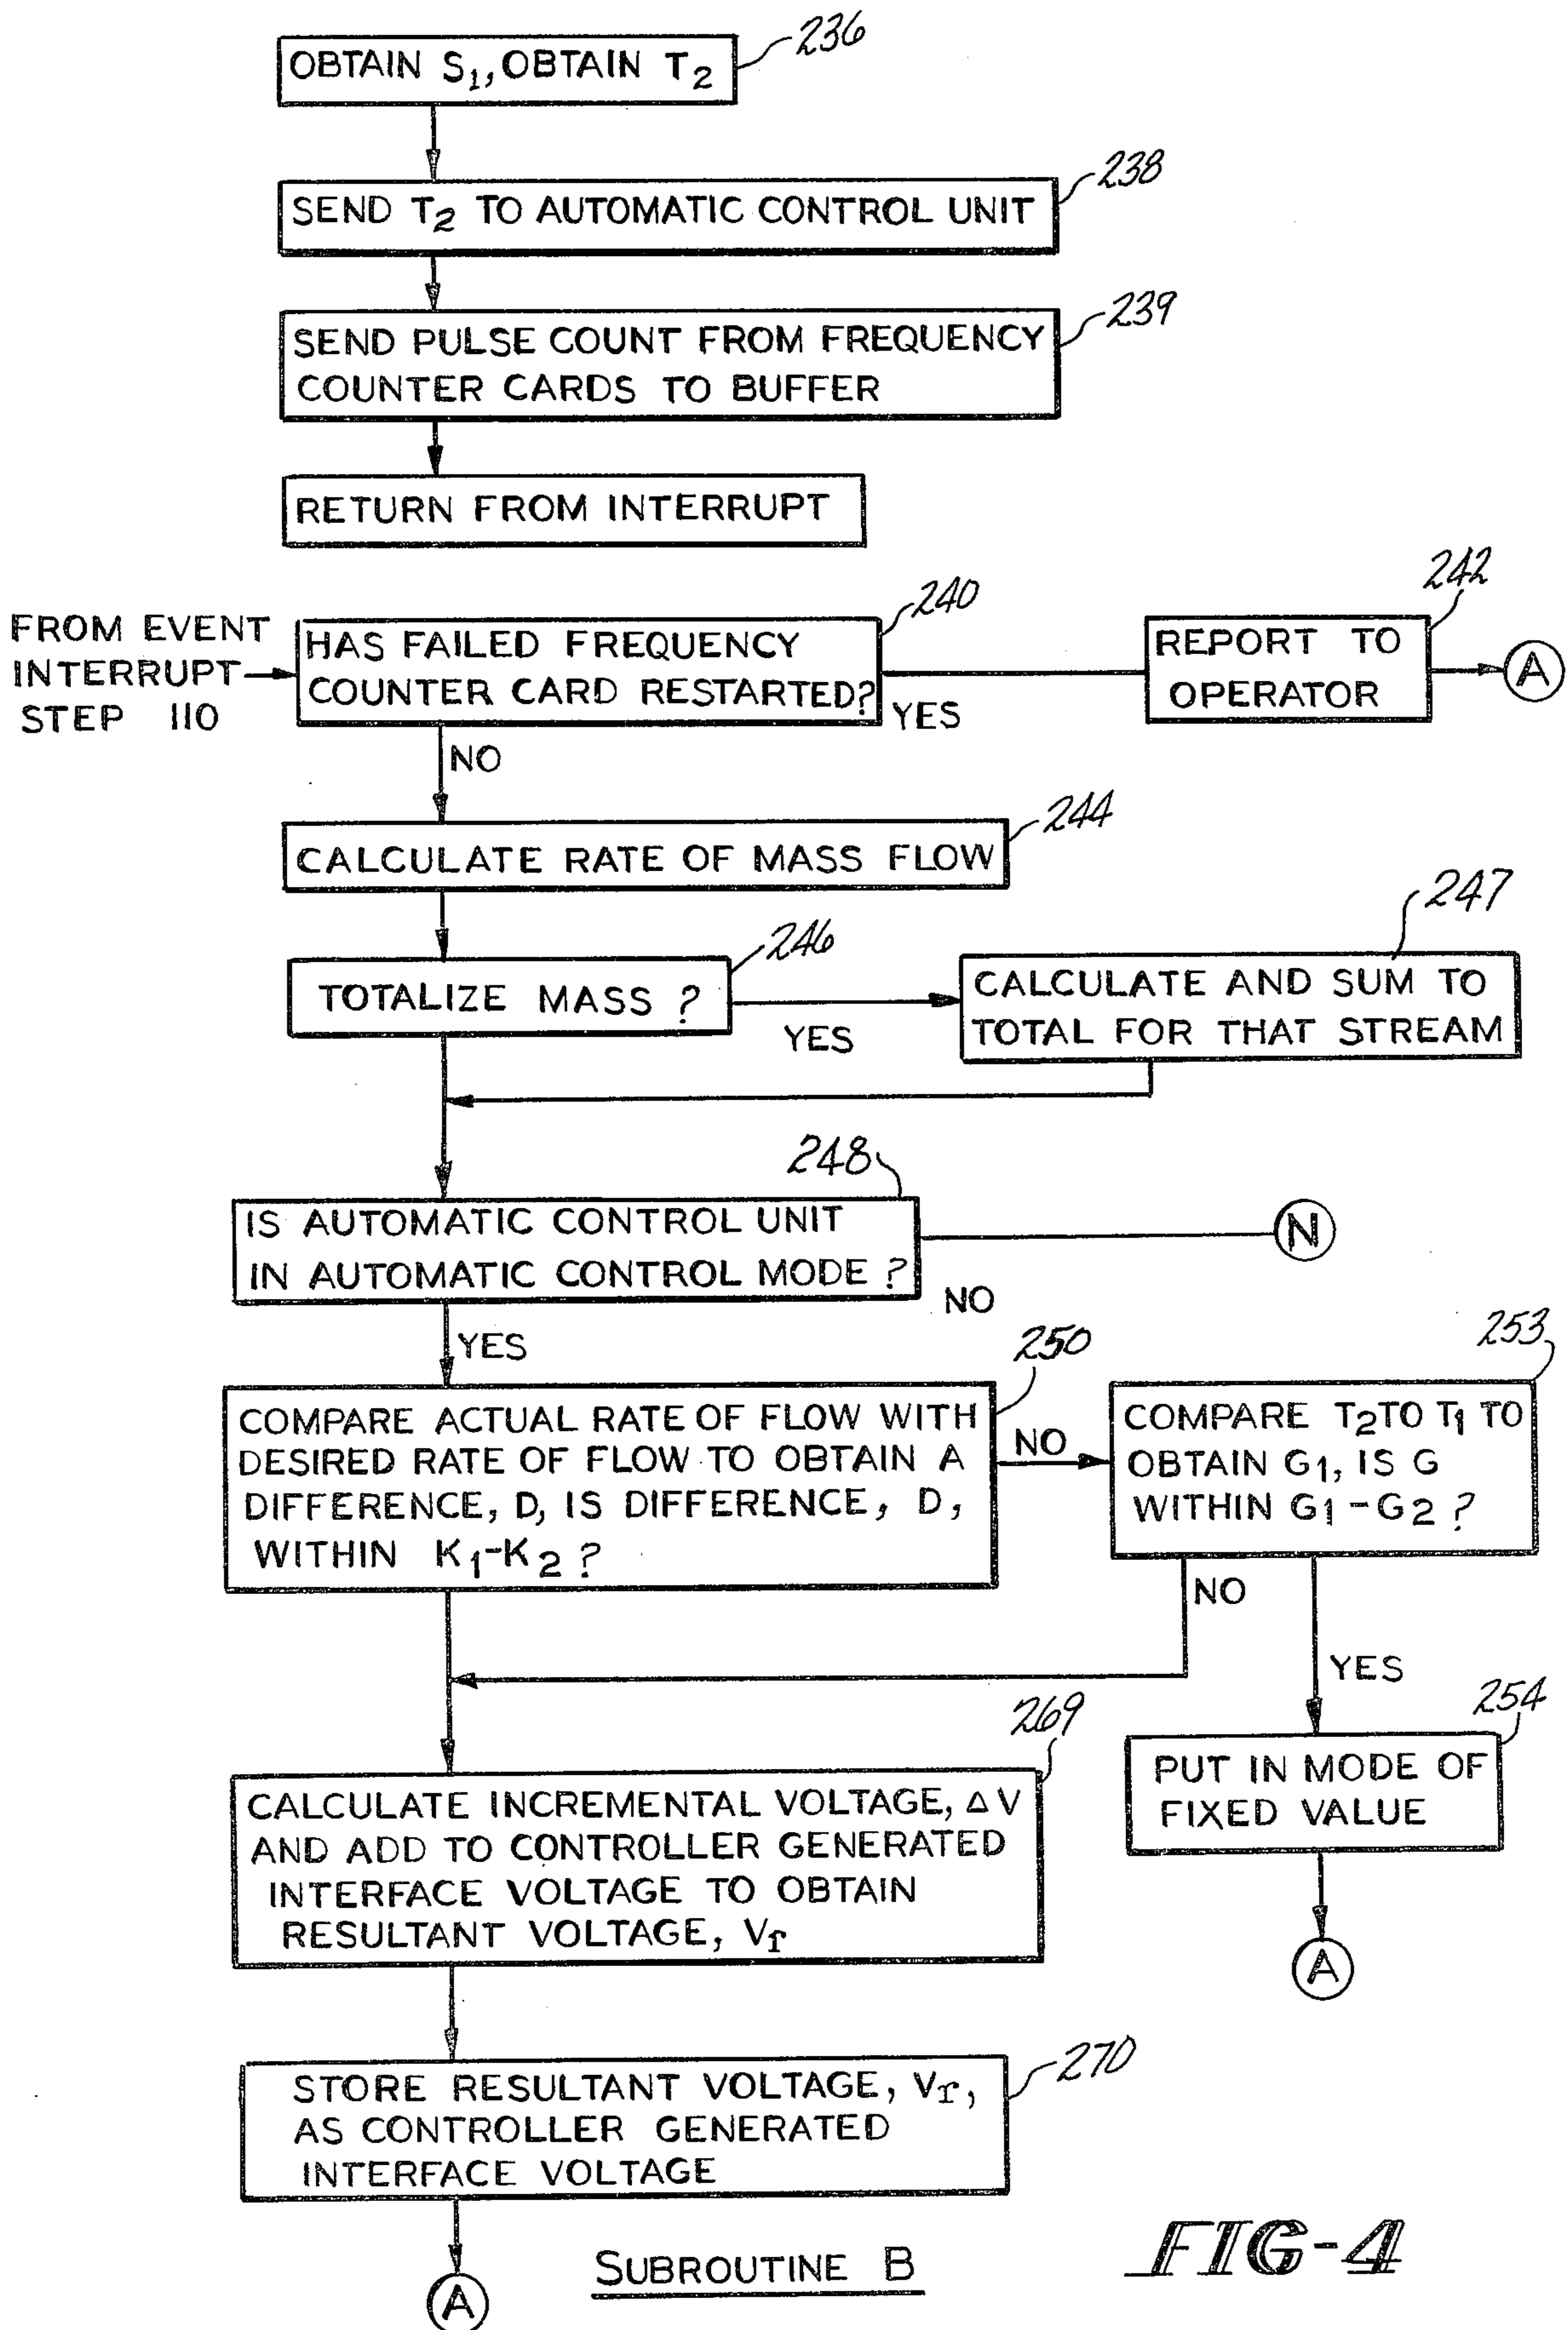 236
OBTAIN S₁, OBTAIN T₂
238
SEND T₂ TO AUTOMATIC CONTROL UNIT
239
SEND PULSE COUNT FROM FREQUENCY
COUNTER CARDS TO BUFFER
RETURN FROM INTERRUPT
FROM EVENT
INTERRUPT
STEP 110
240
HAS FAILED FREQUENCY
COUNTER CARD RESTARTED?
YES
242
REPORT TO
OPERATOR
A
NO
244
CALCULATE RATE OF MASS FLOW
246
TOTALIZE MASS ?
YES
247
CALCULATE AND SUM TO
TOTAL FOR THAT STREAM
248
IS AUTOMATIC CONTROL UNIT
IN AUTOMATIC CONTROL MODE ?
NO
N
YES
250
COMPARE ACTUAL RATE OF FLOW WITH
DESIRED RATE OF FLOW TO OBTAIN A
DIFFERENCE, D, IS DIFFERENCE, D,
WITHIN K₁-K₂ ?
NO
253
COMPARE T₂ TO T₁ TO
OBTAIN G₁, IS G
WITHIN G₁-G₂ ?
NO
YES
254
PUT IN MODE OF
FIXED VALUE
A
269
CALCULATE INCREMENTAL VOLTAGE, ΔV
AND ADD TO CONTROLLER GENERATED
INTERFACE VOLTAGE TO OBTAIN
RESULTANT VOLTAGE, Vr
270
STORE RESULTANT VOLTAGE, Vr,
AS CONTROLLER GENERATED
INTERFACE VOLTAGE
A
SUBROUTINE B
FIG-4